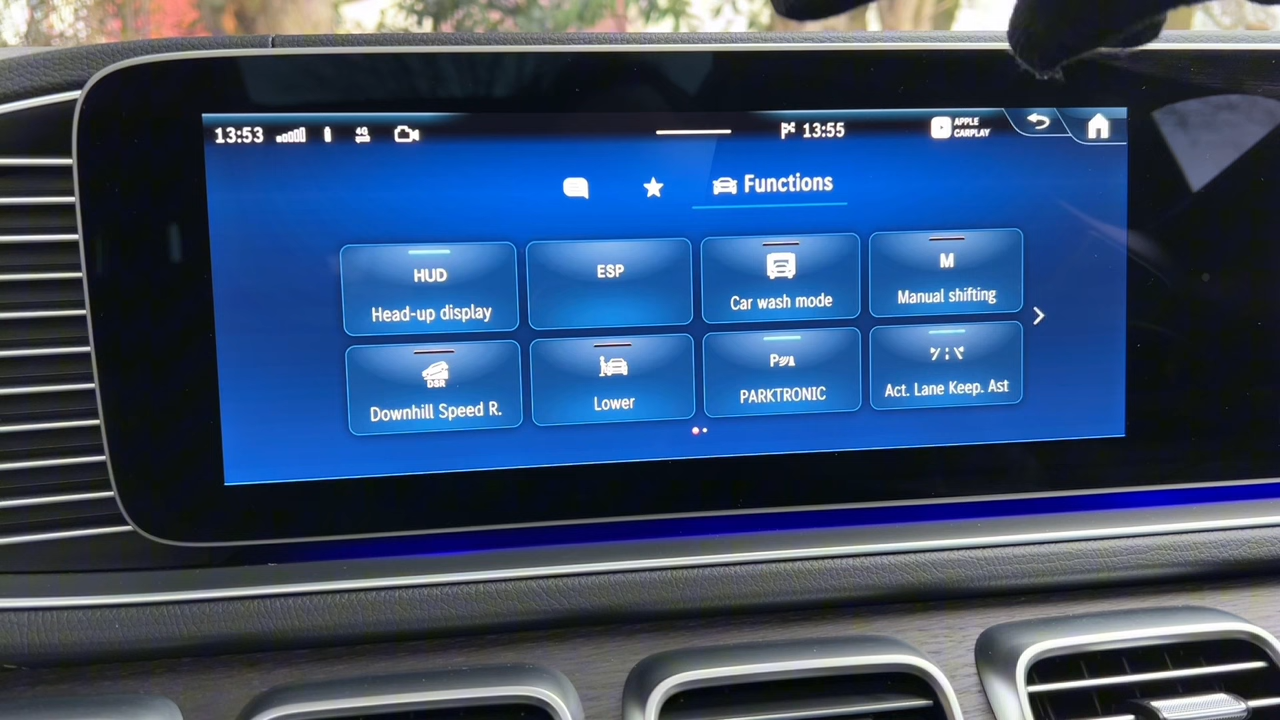 13:53
4G
13:55
APPLE
CARPLAY
Functions
HUD
Head-up display
ESP
Car wash mode
M
Manual shifting
DSR
Downhill Speed R.
Lower
P
PARKTRONIC
Act. Lane Keep. Ast